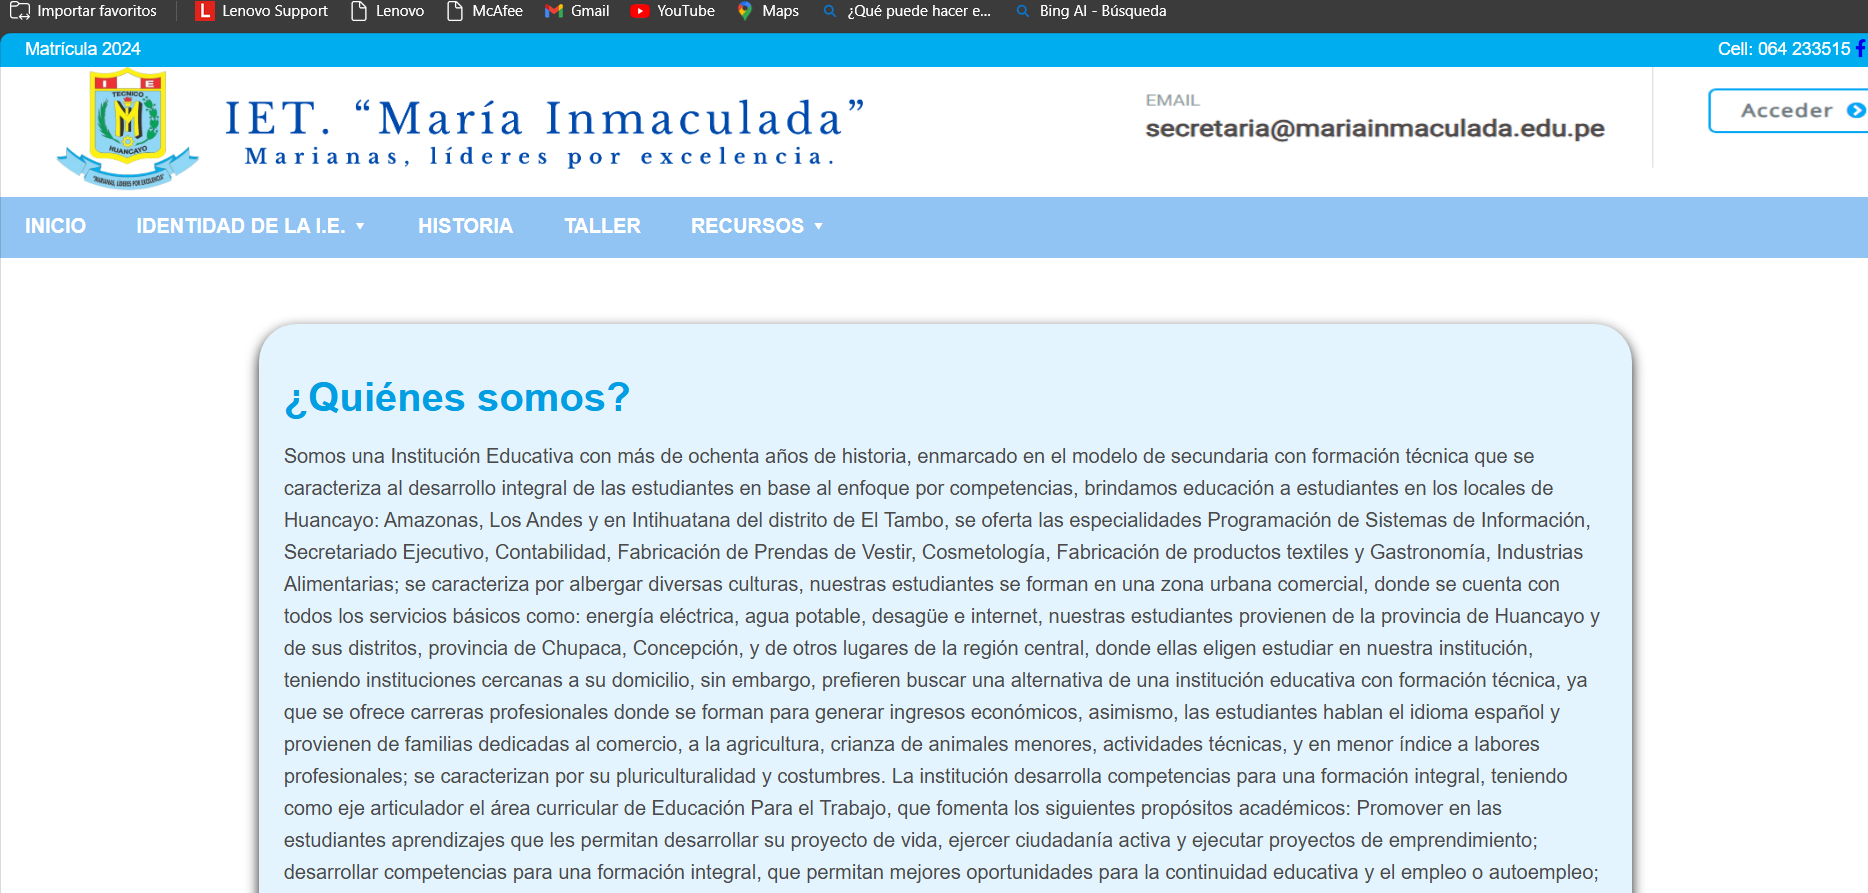 Importar favoritos Lenovo Support Lenovo McAfee Gmail YouTube Maps ¿Qué puede hacer e... Bing AI - Búsqueda
Matrícula 2024 Cell: 064 233515
I E
TECNICO
HUANCAYO
"MARIANAS, LIDERES POR EXCELENCIA"
IET. “María Inmaculada”
Marianas, líderes por excelencia.
EMAIL
secretaria@mariainmaculada.edu.pe
Acceder
INICIO IDENTIDAD DE LA I.E. HISTORIA TALLER RECURSOS
¿Quiénes somos?
Somos una Institución Educativa con más de ochenta años de historia, enmarcado en el modelo de secundaria con formación técnica que se
caracteriza al desarrollo integral de las estudiantes en base al enfoque por competencias, brindamos educación a estudiantes en los locales de
Huancayo: Amazonas, Los Andes y en Intihuatana del distrito de El Tambo, se oferta las especialidades Programación de Sistemas de Información,
Secretariado Ejecutivo, Contabilidad, Fabricación de Prendas de Vestir, Cosmetología, Fabricación de productos textiles y Gastronomía, Industrias
Alimentarias; se caracteriza por albergar diversas culturas, nuestras estudiantes se forman en una zona urbana comercial, donde se cuenta con
todos los servicios básicos como: energía eléctrica, agua potable, desagüe e internet, nuestras estudiantes provienen de la provincia de Huancayo y
de sus distritos, provincia de Chupaca, Concepción, y de otros lugares de la región central, donde ellas eligen estudiar en nuestra institución,
teniendo instituciones cercanas a su domicilio, sin embargo, prefieren buscar una alternativa de una institución educativa con formación técnica, ya
que se ofrece carreras profesionales donde se forman para generar ingresos económicos, asimismo, las estudiantes hablan el idioma español y
provienen de familias dedicadas al comercio, a la agricultura, crianza de animales menores, actividades técnicas, y en menor índice a labores
profesionales; se caracterizan por su pluriculturalidad y costumbres. La institución desarrolla competencias para una formación integral, teniendo
como eje articulador el área curricular de Educación Para el Trabajo, que fomenta los siguientes propósitos académicos: Promover en las
estudiantes aprendizajes que les permitan desarrollar su proyecto de vida, ejercer ciudadanía activa y ejecutar proyectos de emprendimiento;
desarrollar competencias para una formación integral, que permitan mejores oportunidades para la continuidad educativa y el empleo o autoempleo;